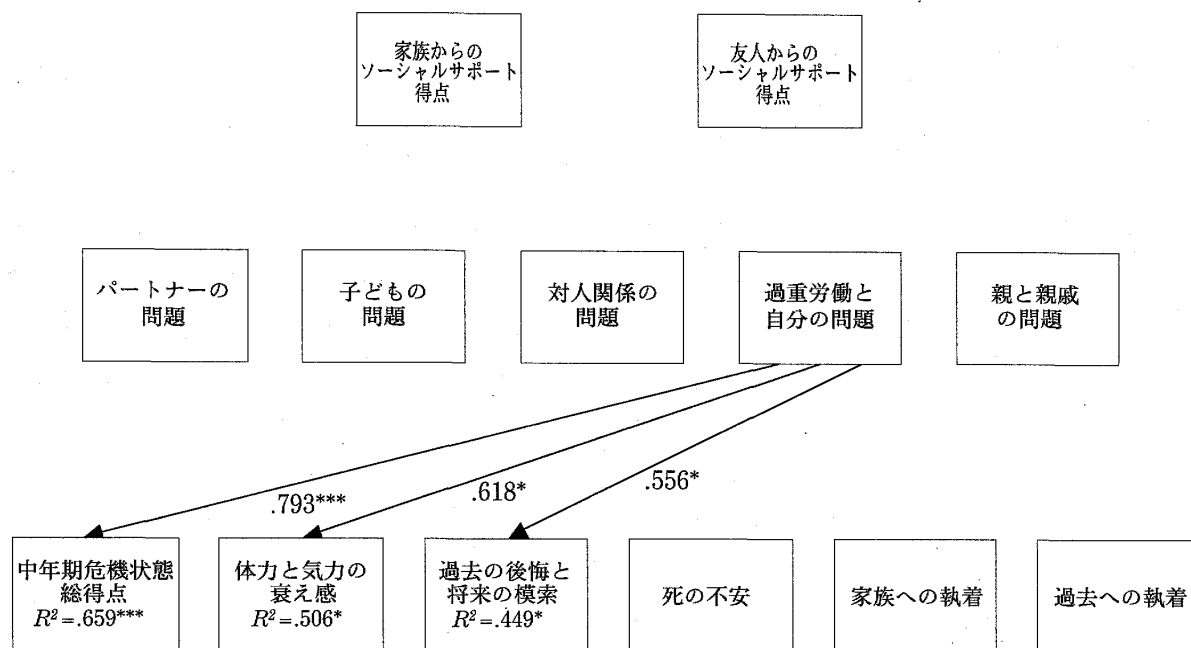 家族からの
ソーシャルサポート
得点
友人からの
ソーシャルサポート
得点
パートナーの
問題
子どもの
問題
対人関係の
問題
過重労働と
自分の問題
親と親戚
の問題
.793***
.618*
.556*
中年期危機状態
総得点
R²=.659***
体力と気力の
衰え感
R²=.506*
過去の後悔と
将来の模索
R²=.449*
死の不安
家族への執着
過去への執着